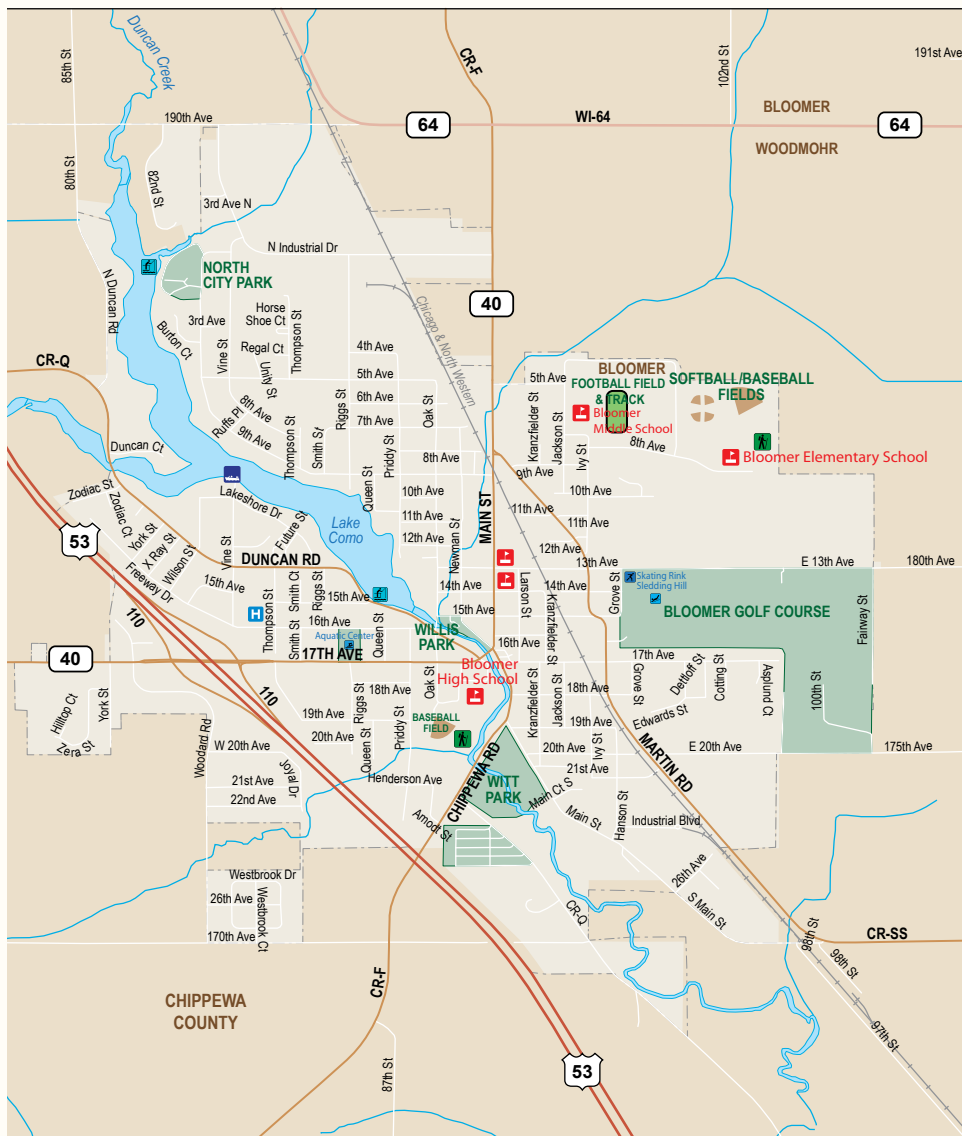 Duncan Creek
85th St
CR-F
102nd St
191st Ave
BLOOMER
190th Ave
64
WI-64
64
WOODMOHR
80th St
82nd St
3rd Ave N
N Industrial Dr
NORTH
CITY PARK
N Duncan Rd
Burton Ct
3rd Ave
Vine St
Horse
Shoe Ct
Regal Ct
Unity St
Thompson St
40
Chicago & North Western
4th Ave
5th Ave
6th Ave
7th Ave
CR-Q
Riggs St
Oak St
8th Ave
Ruffs Pl
9th Ave
Thompson St
Smith St
Priddy St
8th Ave
Queen St
10th Ave
11th Ave
12th Ave
5th Ave
BLOOMER
FOOTBALL FIELD
& TRACK
SOFTBALL/BASEBALL
FIELDS
Bloomer
Middle School
Bloomer Elementary School
Kranzfelder St
Jackson St
Ivy St
8th Ave
9th Ave
10th Ave
11th Ave
11th Ave
12th Ave
13th Ave
MAIN ST
Newman St
Duncan Ct
Zodiac St
Zodiac Ct
York St
X Ray St
Wilson St
Freeway Dr
Lakeshore Dr
Future St
Vine St
Lake
Como
53
DUNCAN RD
15th Ave
H
Thompson St
Smith Ct
Smith St
Riggs St
15th Ave
16th Ave
Queen St
Aquatic Center
17TH AVE
14th Ave
15th Ave
WILLIS
PARK
Larson St
14th Ave
Kranzfelder St
16th Ave
Grove St
Skating Rink
Sledding Hill
E 13th Ave
180th Ave
BLOOMER GOLF COURSE
Fairway St
110
40
110
Hilltop Ct
York St
Zera St
Woodard Rd
W 20th Ave
21st Ave
22nd Ave
Joyal Dr
Bloomer
High School
18th Ave
19th Ave
20th Ave
Riggs St
Queen St
Priddy St
Oak St
BASEBALL
FIELD
Henderson Ave
CHIPPEWA RD
Kranzfelder St
Jackson St
Ivy St
17th Ave
18th Ave
19th Ave
20th Ave
21st Ave
Grove St
Detloff St
Cotting St
Asplund Ct
100th St
Edwards St
E 20th Ave
175th Ave
MARTIN RD
WITT
PARK
Main Ct S
Main St
Hanson St
Industrial Blvd
Amodt St
26th Ave
S Main St
Westbrook Dr
26th Ave
Westbrook Ct
170th Ave
CR-Q
98th St
CR-SS
98th St
97th St
CHIPPEWA
COUNTY
CR-F
87th St
53